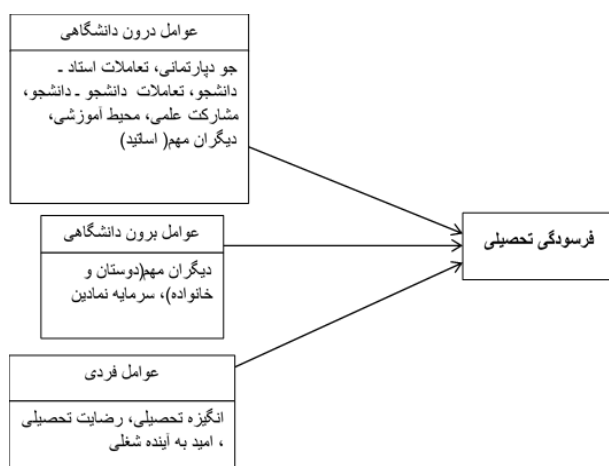 عوامل درون دانشگاهی
جو دپارتمانی، تعاملات استاد ـ
دانشجو، تعاملات دانشجو ـ دانشجو،
مشارکت علمی، محیط آموزشی،
دیگران مهم( اساتید)
عوامل برون دانشگاهی
دیگران مهم(دوستان و
خانواده)، سرمایه نمادین
عوامل فردی
انگیزه تحصیلی، رضایت تحصیلی
، امید به آینده شغلی
فرسودگی تحصیلی